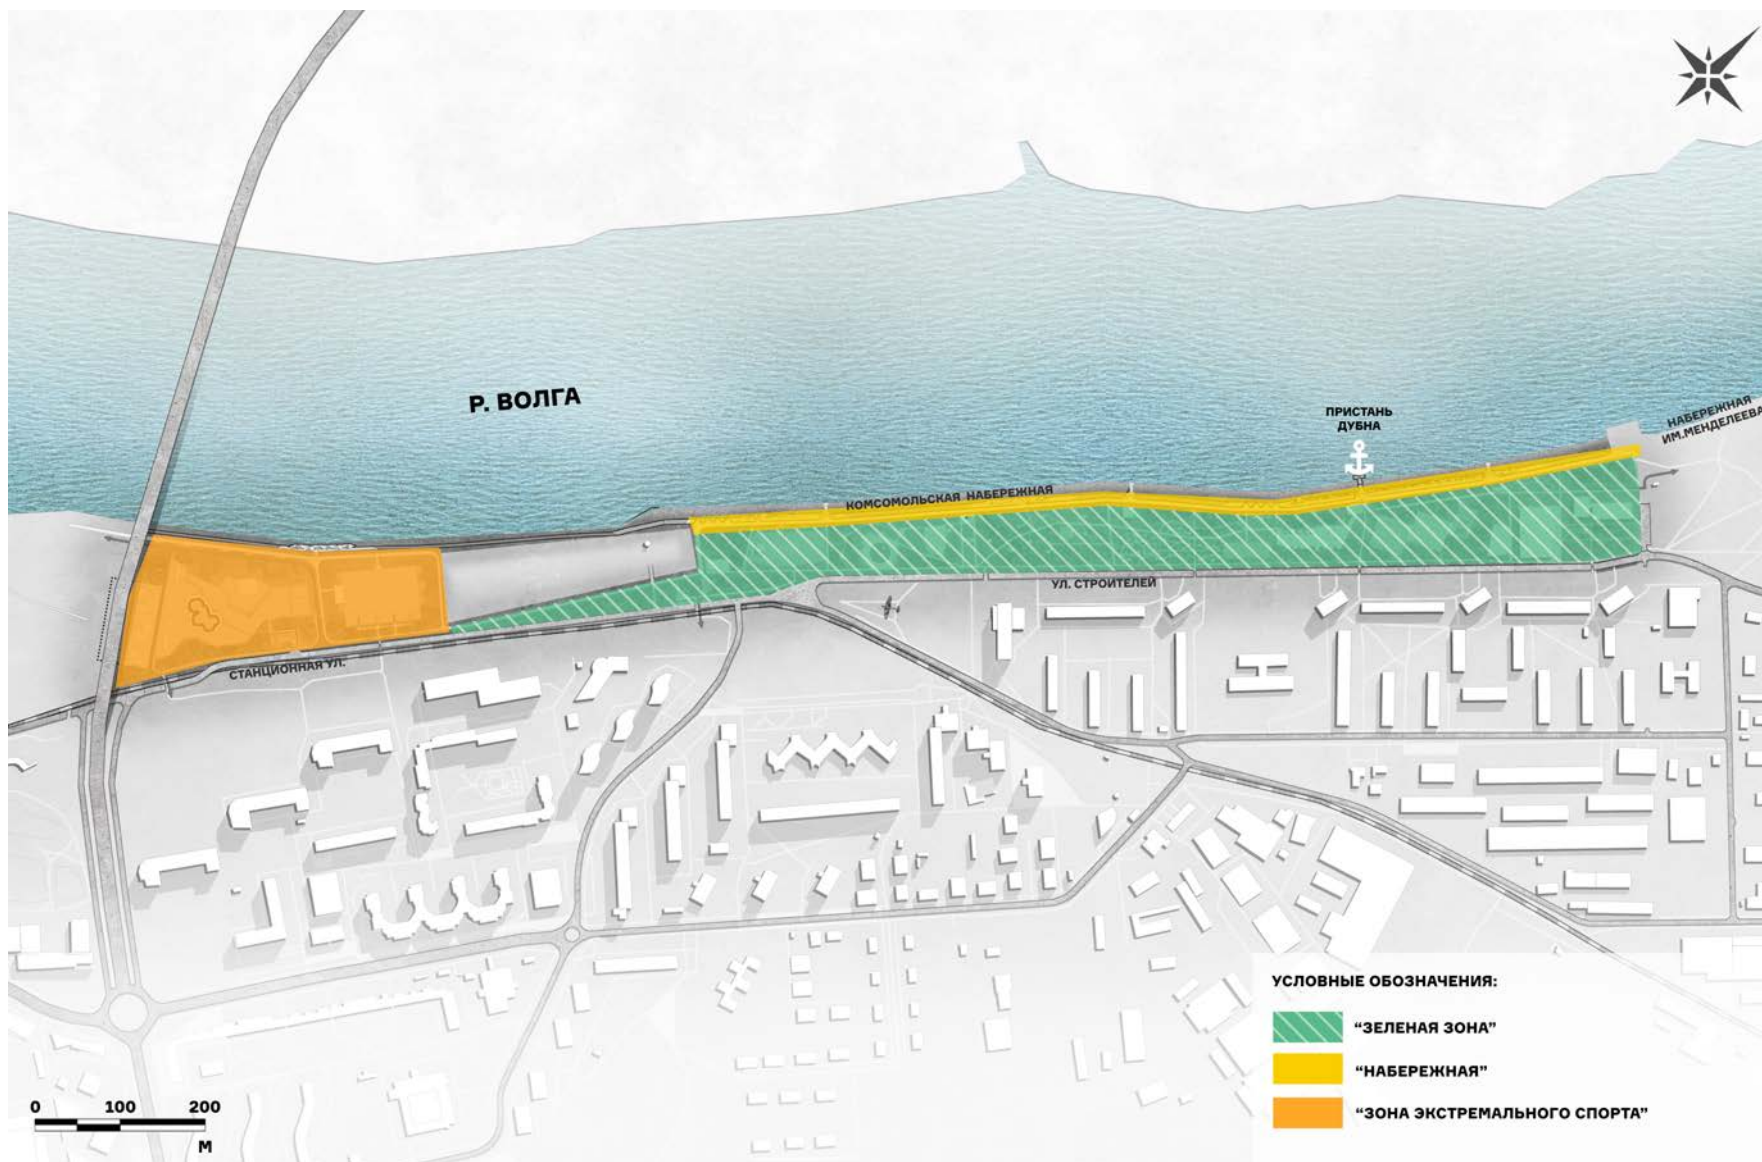 Р. ВОЛГА
ПРИСТАНЬ
ДУБНА
НАБЕРЕЖНАЯ
ИМ.МЕНДЕЛЕЕВА
КОМСОМОЛЬСКАЯ НАБЕРЕЖНАЯ
УЛ. СТРОИТЕЛЕЙ
СТАНЦИОННАЯ УЛ.
УСЛОВНЫЕ ОБОЗНАЧЕНИЯ:
“ЗЕЛЕНАЯ ЗОНА”
“НАБЕРЕЖНАЯ”
“ЗОНА ЭКСТРЕМАЛЬНОГО СПОРТА”
0 100 200
М